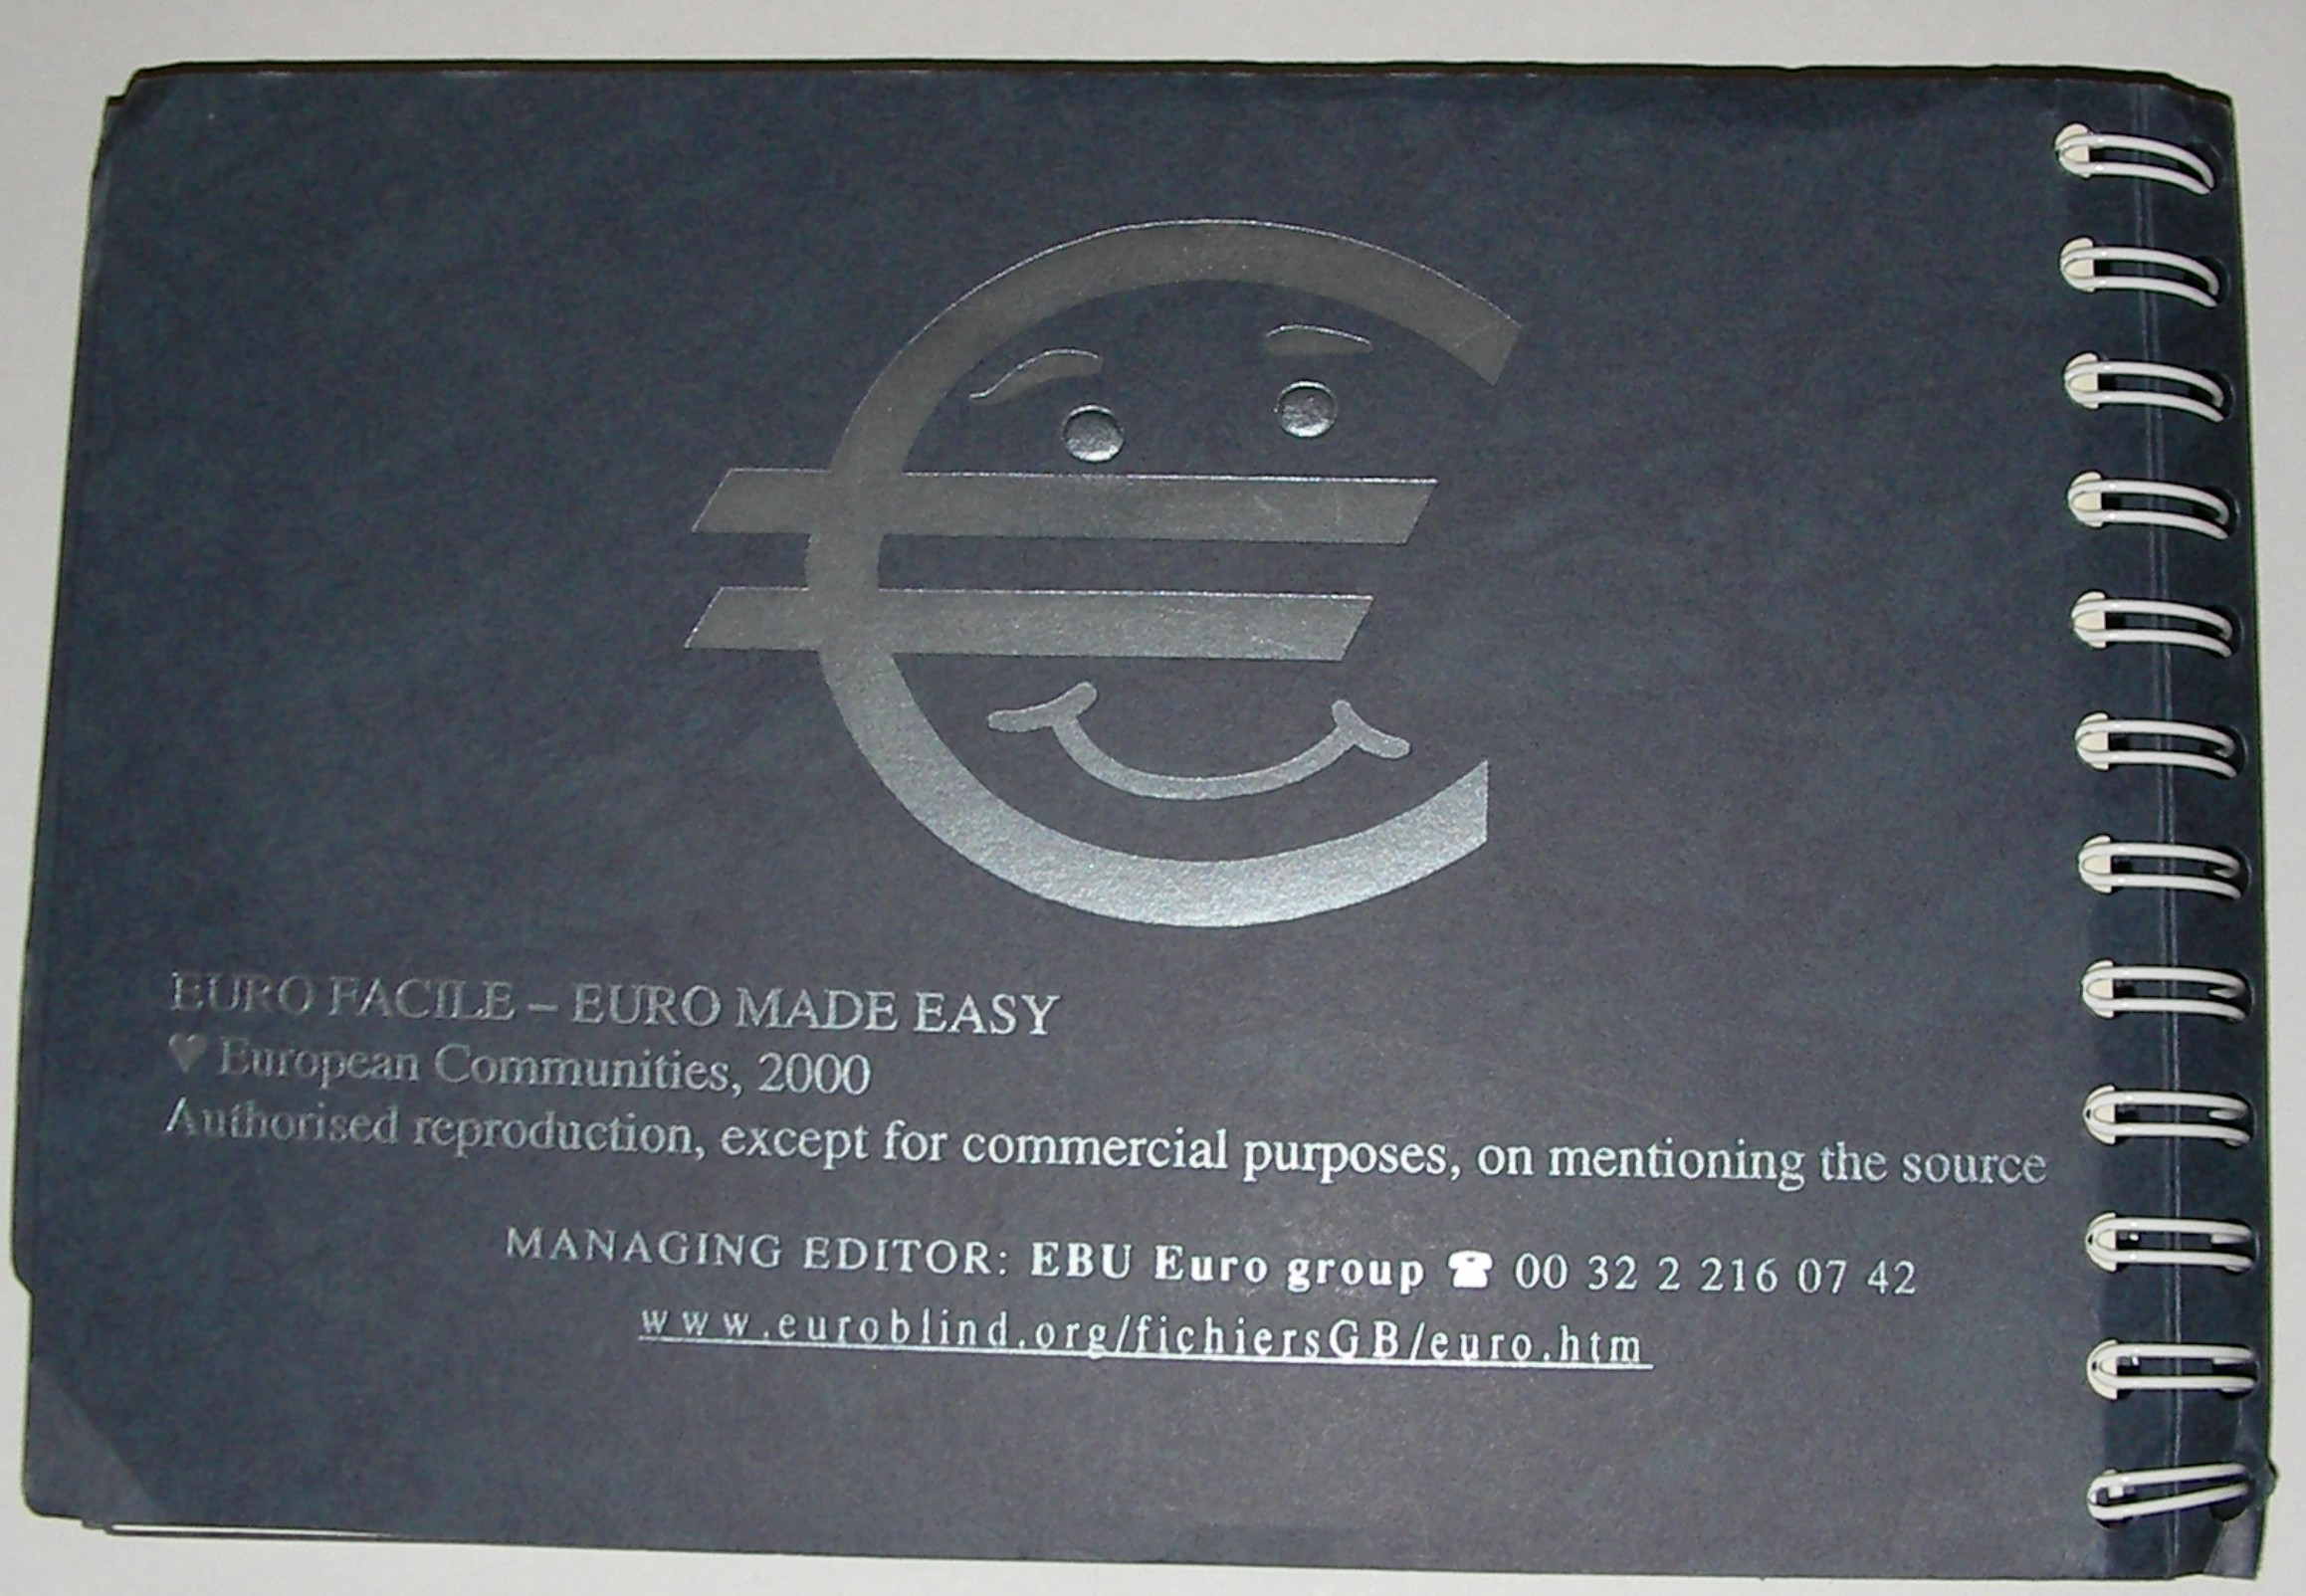 EURO FACILE – EURO MADE EASY
♥ European Communities, 2000
Authorised reproduction, except for commercial purposes, on mentioning the source
MANAGING EDITOR: EBU Euro group ☎ 00 32 2 216 07 42
www.euroblind.org/fichiersGB/euro.htm